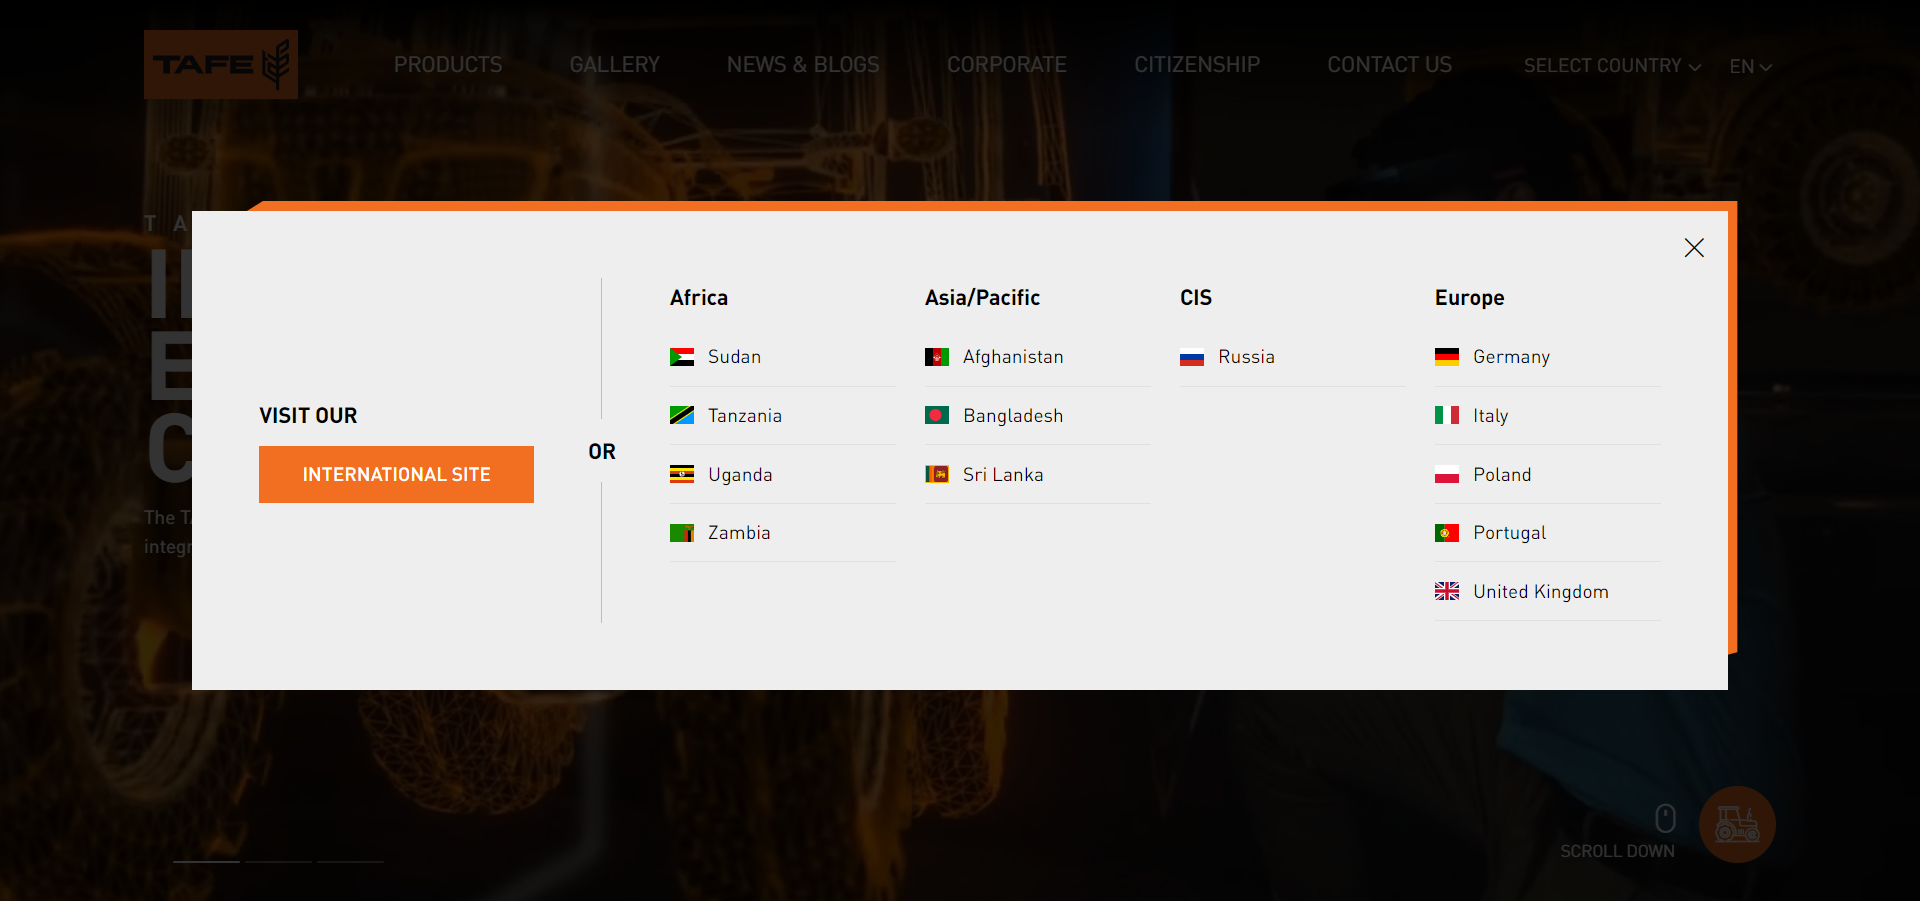 TAFE
PRODUCTS
GALLERY
NEWS & BLOGS
CORPORATE
CITIZENSHIP
CONTACT US
SELECT COUNTRY
EN
VISIT OUR
INTERNATIONAL SITE
OR
Africa
Sudan
Tanzania
Uganda
Zambia
Asia/Pacific
Afghanistan
Bangladesh
Sri Lanka
CIS
Russia
Europe
Germany
Italy
Poland
Portugal
United Kingdom
The
SCROLL DOWN